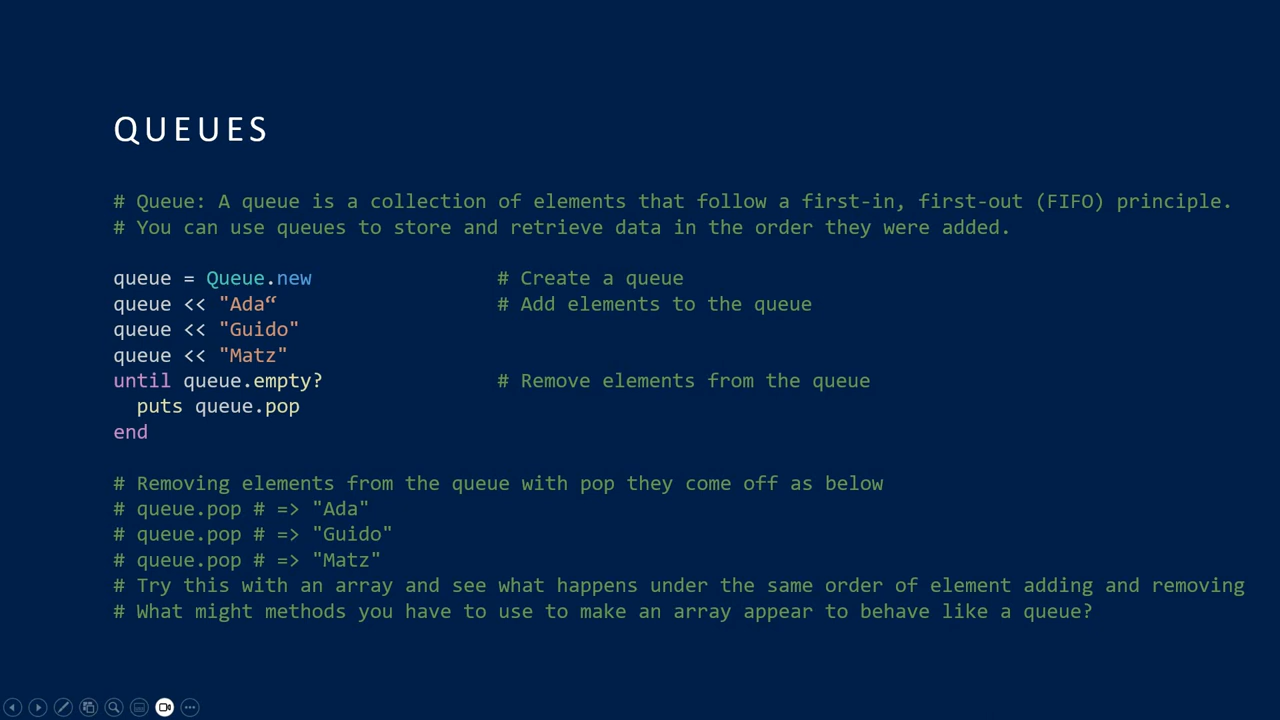 QUEUES
# Queue: A queue is a collection of elements that follow a first-in, first-out (FIFO) principle.
# You can use queues to store and retrieve data in the order they were added.
queue = Queue.new # Create a queue
queue << "Ada“ # Add elements to the queue
queue << "Guido"
queue << "Matz"
until queue.empty? # Remove elements from the queue
  puts queue.pop
end
# Removing elements from the queue with pop they come off as below
# queue.pop # => "Ada"
# queue.pop # => "Guido"
# queue.pop # => "Matz"
# Try this with an array and see what happens under the same order of element adding and removing
# What might methods you have to use to make an array appear to behave like a queue?